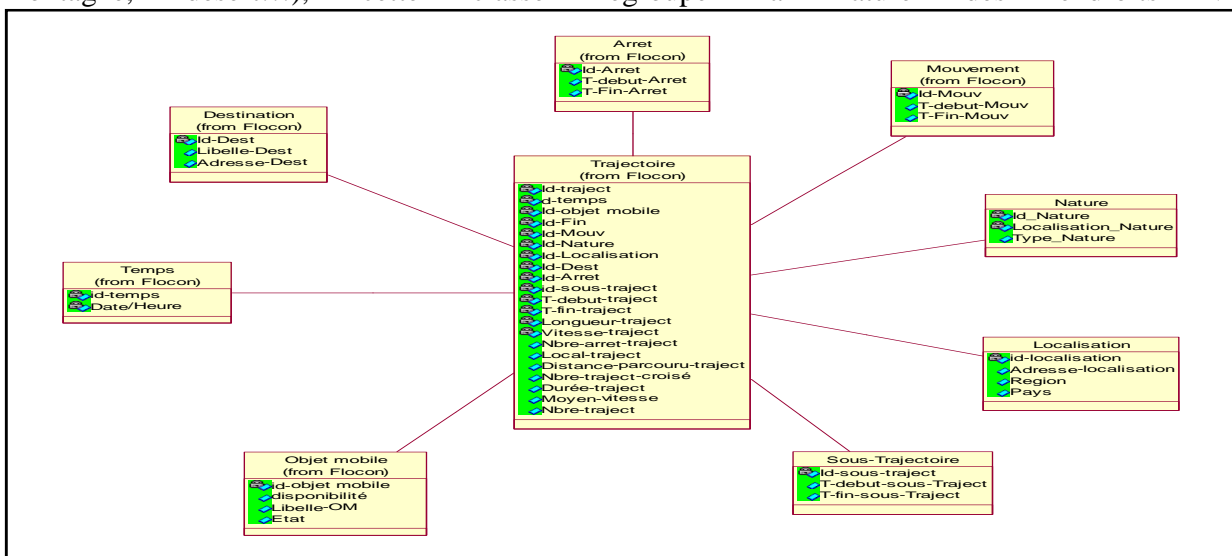 Arret
(from Flocon)
Id-Arret
T-debut-Arret
T-Fin-Arret
Mouvement
(from Flocon)
Id-Mouv
T-debut-Mouv
T-Fin-Mouv
Destination
(from Flocon)
Id-Dest
Libelle-Dest
Adresse-Dest
Trajectoire
(from Flocon)
Id-traject
d-temps
Id-objet mobile
Id-Fin
Id-Mouv
Id-Nature
Id-Localisation
Id-Dest
Id-Arret
id-sous-traject
T-debut-traject
T-fin-traject
Longueur-traject
Vitesse-traject
Nbre-arret-traject
Local-traject
Distance-parcouru-traject
Nbre-traject-croisé
Durée-traject
Moyen-vitesse
Nbre-traject
Nature
Id_Nature
Localisation_Nature
Type_Nature
Temps
(from Flocon)
id-temps
Date/Heure
Localisation
id-localisation
Adresse-localisation
Region
Pays
Objet mobile
(from Flocon)
id-objet mobile
disponibilité
Libelle-OM
Etat
Sous-Trajectoire
Id-sous-traject
T-debut-sous-Traject
T-fin-sous-Traject